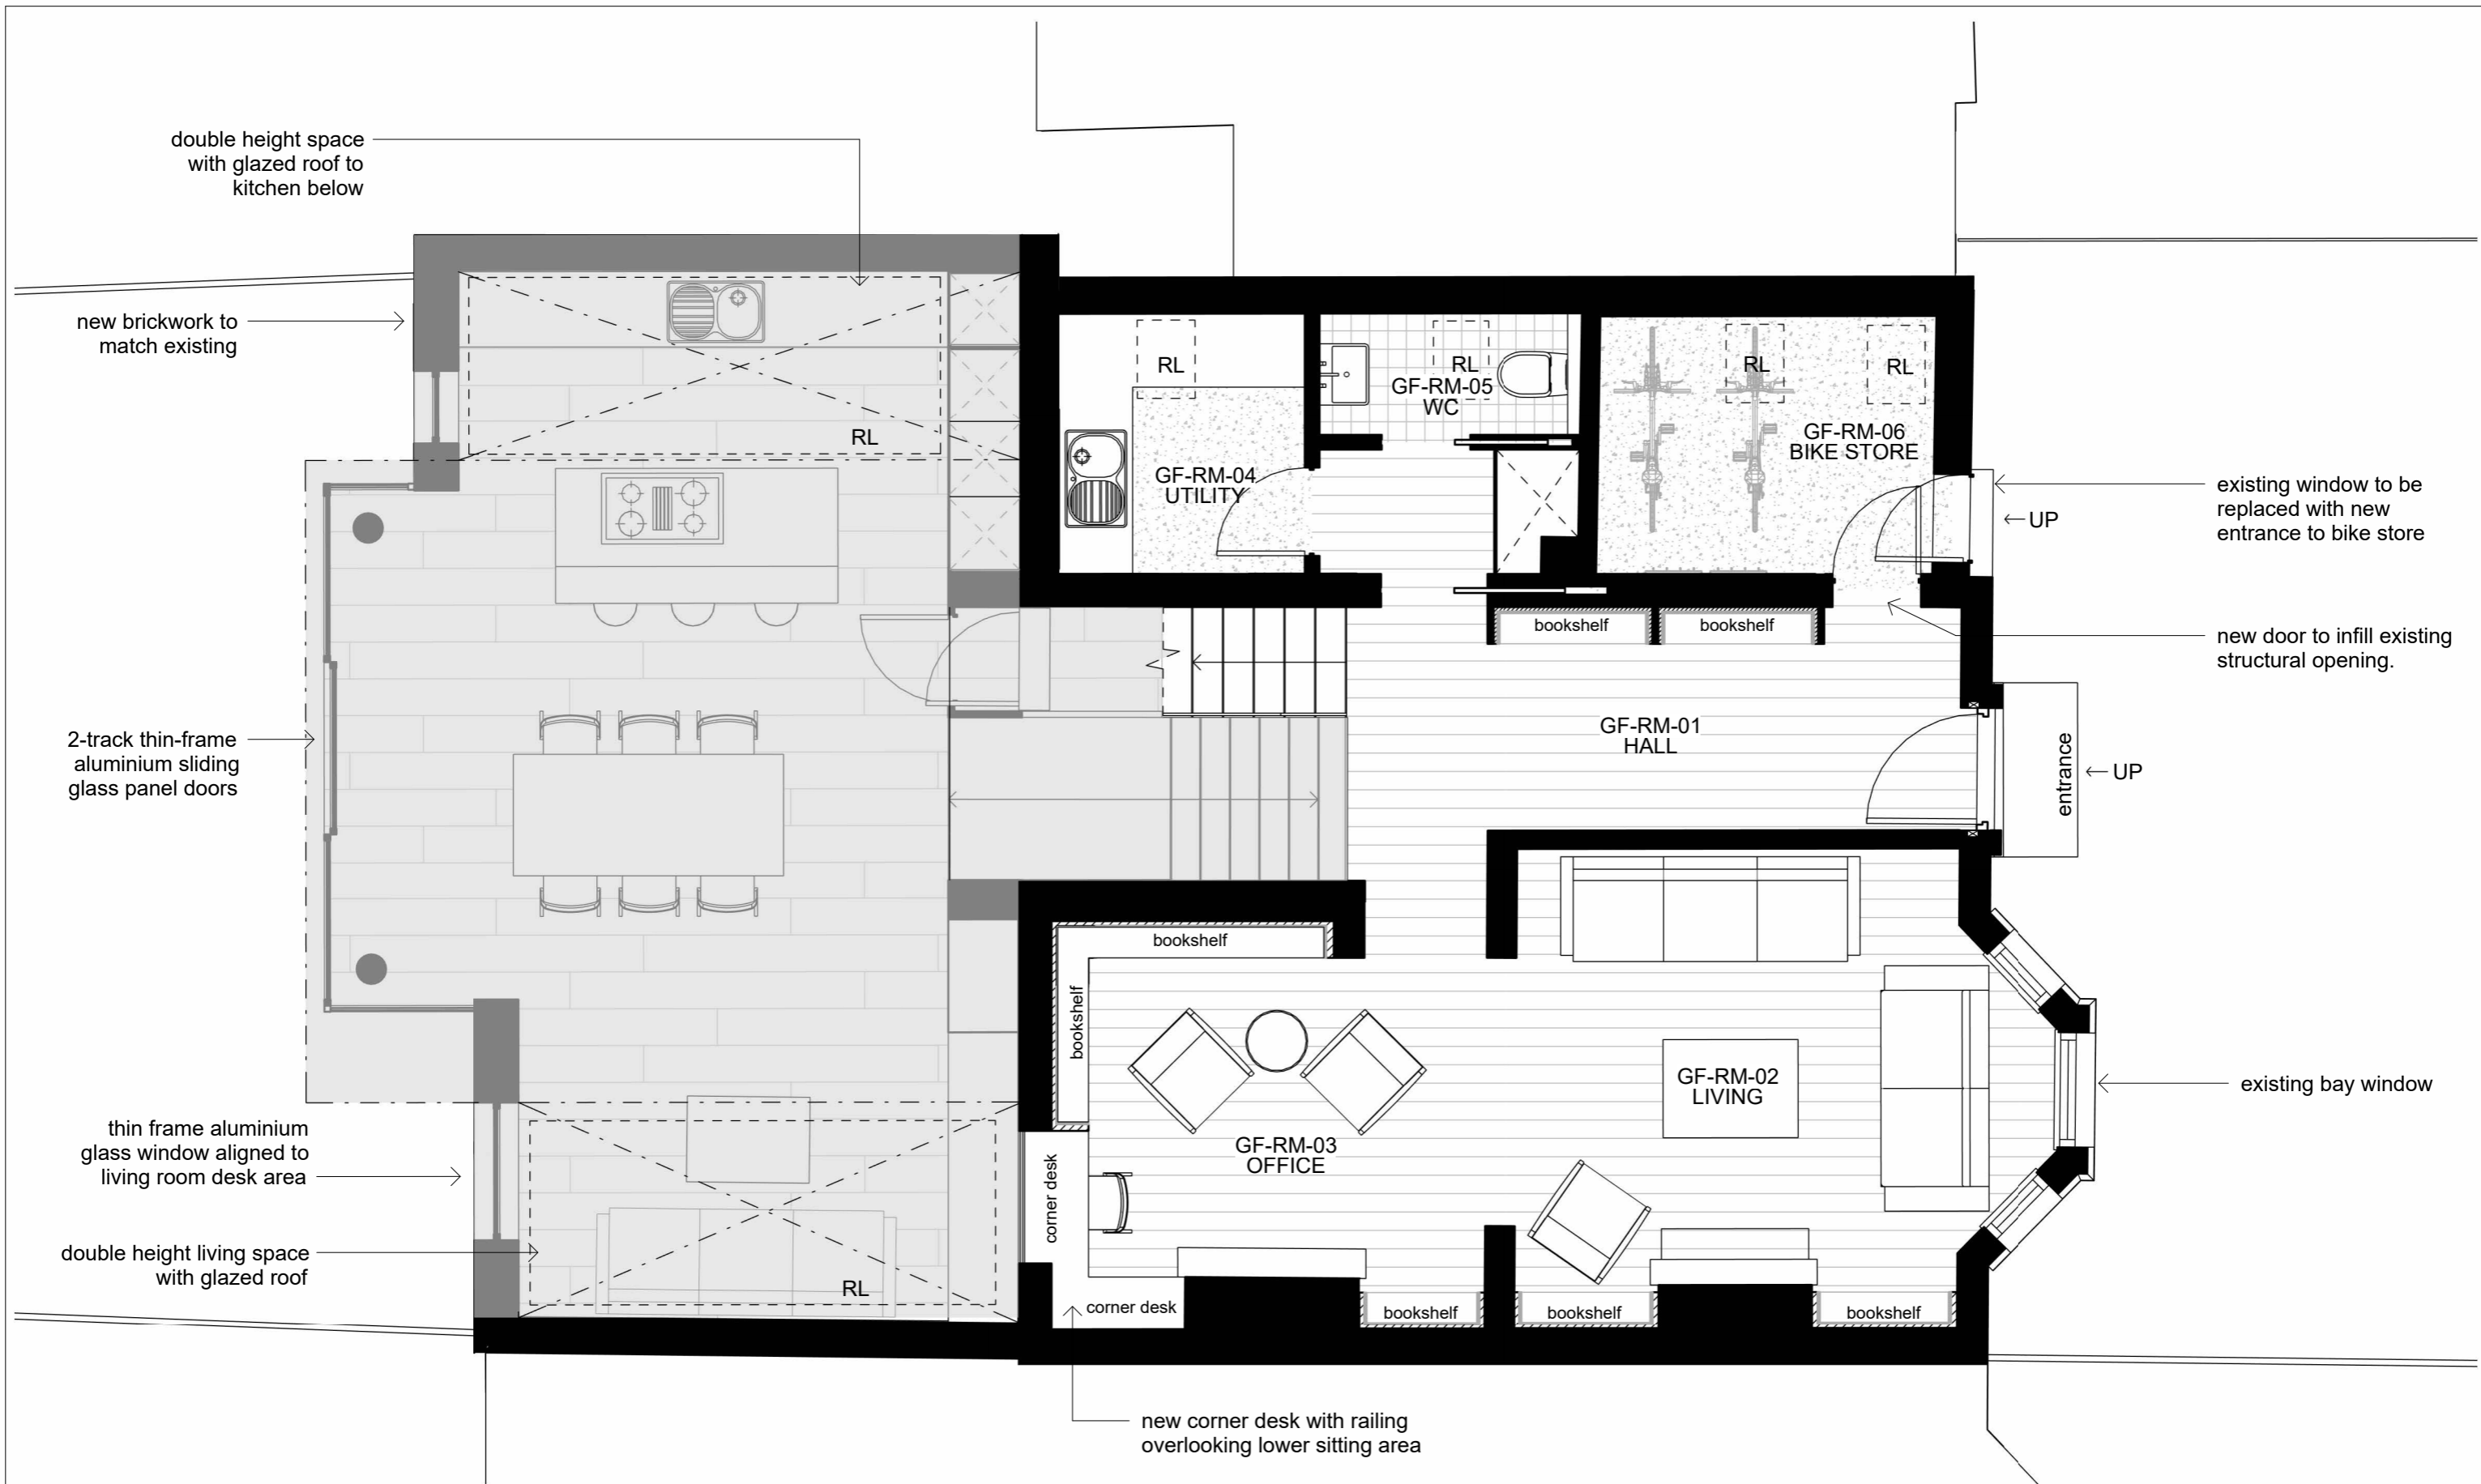 double height space
with glazed roof to
kitchen below
new brickwork to
match existing
2-track thin-frame
aluminium sliding
glass panel doors
thin frame aluminium
glass window aligned to
living room desk area
double height living space
with glazed roof
RL
RL
RL
GF-RM-04
UTILITY
RL
GF-RM-05
WC
RL
RL
GF-RM-06
BIKE STORE
bookshelf
bookshelf
GF-RM-01
HALL
entrance
UP
UP
existing window to be
replaced with new
entrance to bike store
new door to infill existing
structural opening.
bookshelf
bookshelf
GF-RM-03
OFFICE
GF-RM-02
LIVING
corner desk
corner desk
bookshelf
bookshelf
bookshelf
existing bay window
new corner desk with railing
overlooking lower sitting area